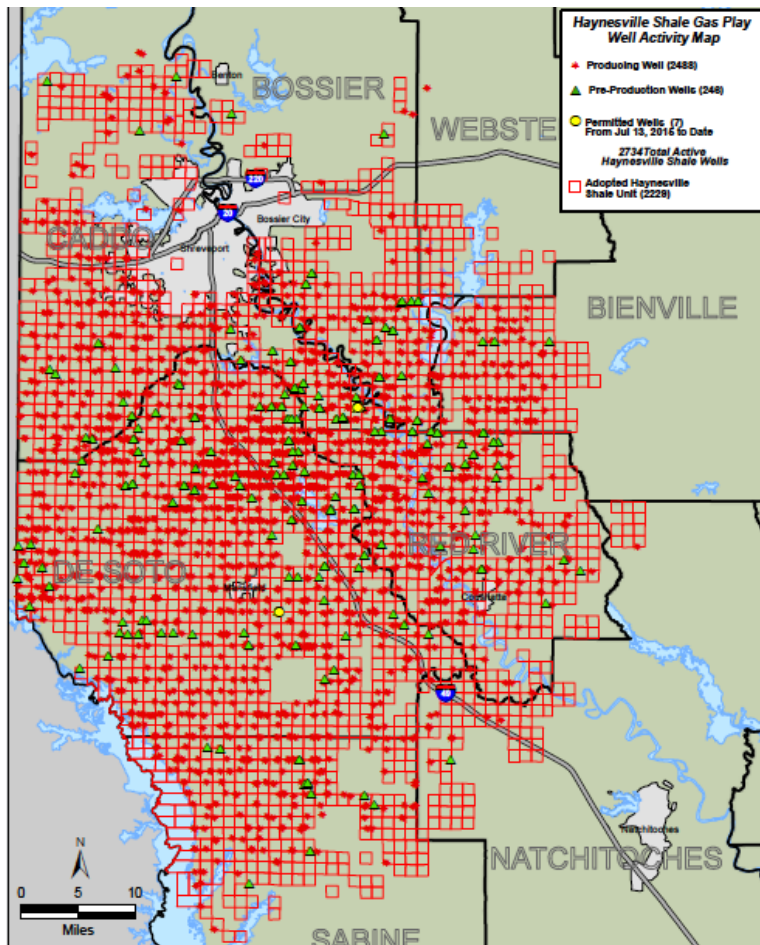 Haynesville Shale Gas Play
Well Activity Map
Producing Well (2488)
Pre-Production Wells (246)
Permitted Wells (7)
From Jul 13, 2015 to Date
2734Total Active
Haynesville Shale Wells
Adopted Haynesville
Shale Unit (2229)
Benton
BOSSIER
WEBSTE
220
20
Bossier City
CADDO
Shreveport
BIENVILLE
RED RIVER
DE SOTO
Mansfield
Coushatta
49
Natchitoches
NATCHITOCHES
SABINE
N
0 5 10
Miles